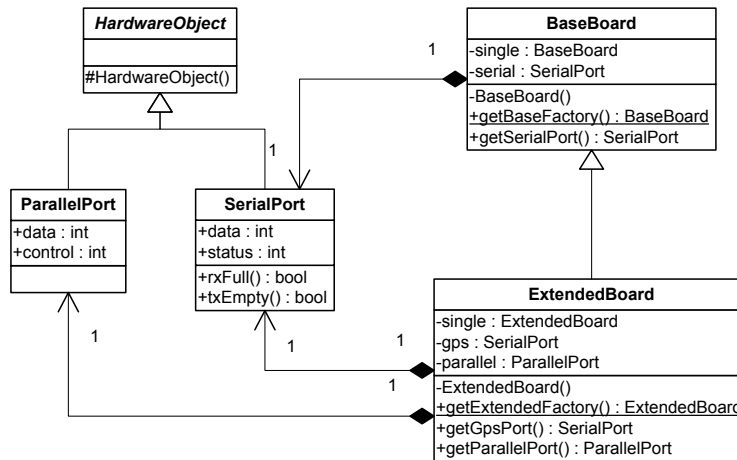 HardwareObject
#HardwareObject()
BaseBoard
-single : BaseBoard
-serial : SerialPort
-BaseBoard()
+getBaseFactory() : BaseBoard
+getSerialPort() : SerialPort
1
1
ParallelPort
+data : int
+control : int
SerialPort
+data : int
+status : int
+rxFull() : bool
+txEmpty() : bool
ExtendedBoard
-single : ExtendedBoard
-gps : SerialPort
-parallel : ParallelPort
-ExtendedBoard()
+getExtendedFactory() : ExtendedBoard
+getGpsPort() : SerialPort
+getParallelPort() : ParallelPort
1
1
1
1